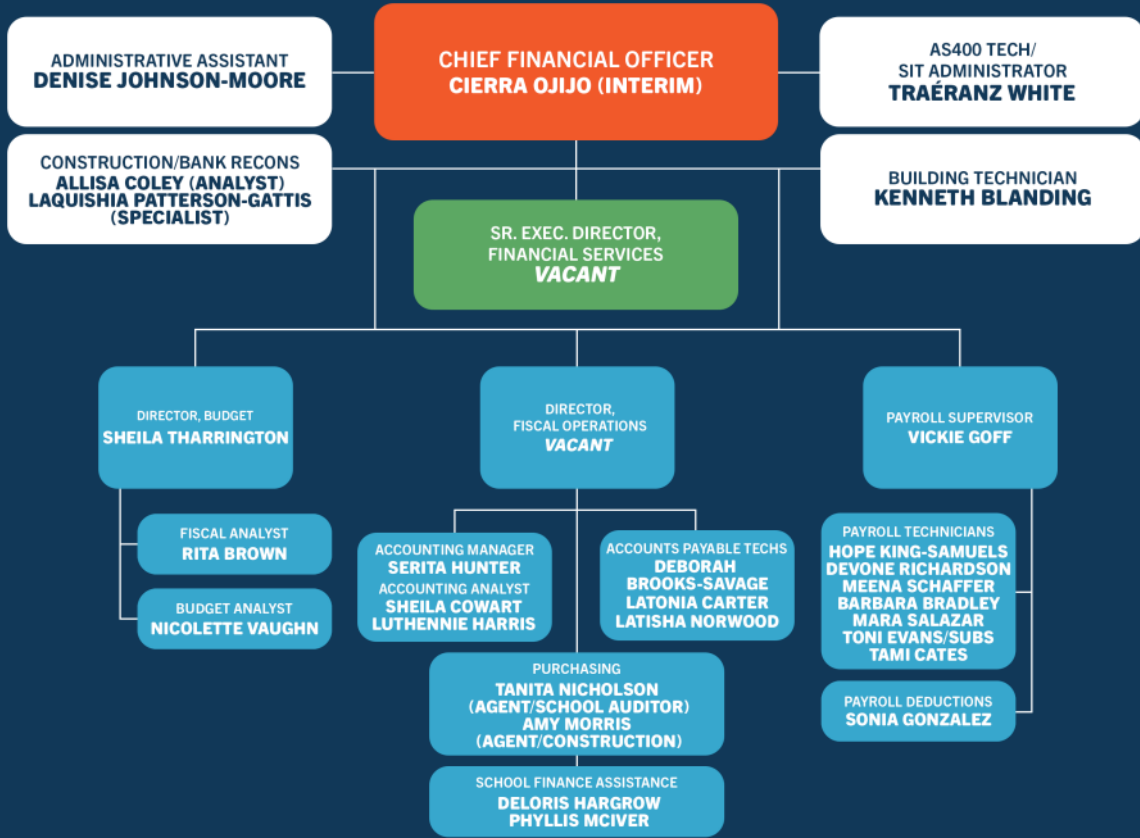 ADMINISTRATIVE ASSISTANT
DENISE JOHNSON-MOORE
CHIEF FINANCIAL OFFICER
CIERRA OJIJO (INTERIM)
AS400 TECH/
SIT ADMINISTRATOR
TRAÉRANZ WHITE
CONSTRUCTION/BANK RECONS
ALLISA COLEY (ANALYST)
LAQUISHIA PATTERSON-GATTIS
(SPECIALIST)
BUILDING TECHNICIAN
KENNETH BLANDING
SR. EXEC. DIRECTOR,
FINANCIAL SERVICES
VACANT
DIRECTOR, BUDGET
SHEILA THARRINGTON
DIRECTOR,
FISCAL OPERATIONS
VACANT
PAYROLL SUPERVISOR
VICKIE GOFF
FISCAL ANALYST
RITA BROWN
BUDGET ANALYST
NICOLETTE VAUGHN
ACCOUNTING MANAGER
SERITA HUNTER
ACCOUNTING ANALYST
SHEILA COWART
LUTHENNIE HARRIS
ACCOUNTS PAYABLE TECHS
DEBORAH
BROOKS-SAVAGE
LATONIA CARTER
LATISHA NORWOOD
PAYROLL TECHNICIANS
HOPE KING-SAMUELS
DEVONE RICHARDSON
MEENA SCHAFFER
BARBARA BRADLEY
MARA SALAZAR
TONI EVANS/SUBS
TAMI CATES
PURCHASING
TANITA NICHOLSON
(AGENT/SCHOOL AUDITOR)
AMY MORRIS
(AGENT/CONSTRUCTION)
PAYROLL DEDUCTIONS
SONIA GONZALEZ
SCHOOL FINANCE ASSISTANCE
DELORIS HARGROW
PHYLLIS MCIVER